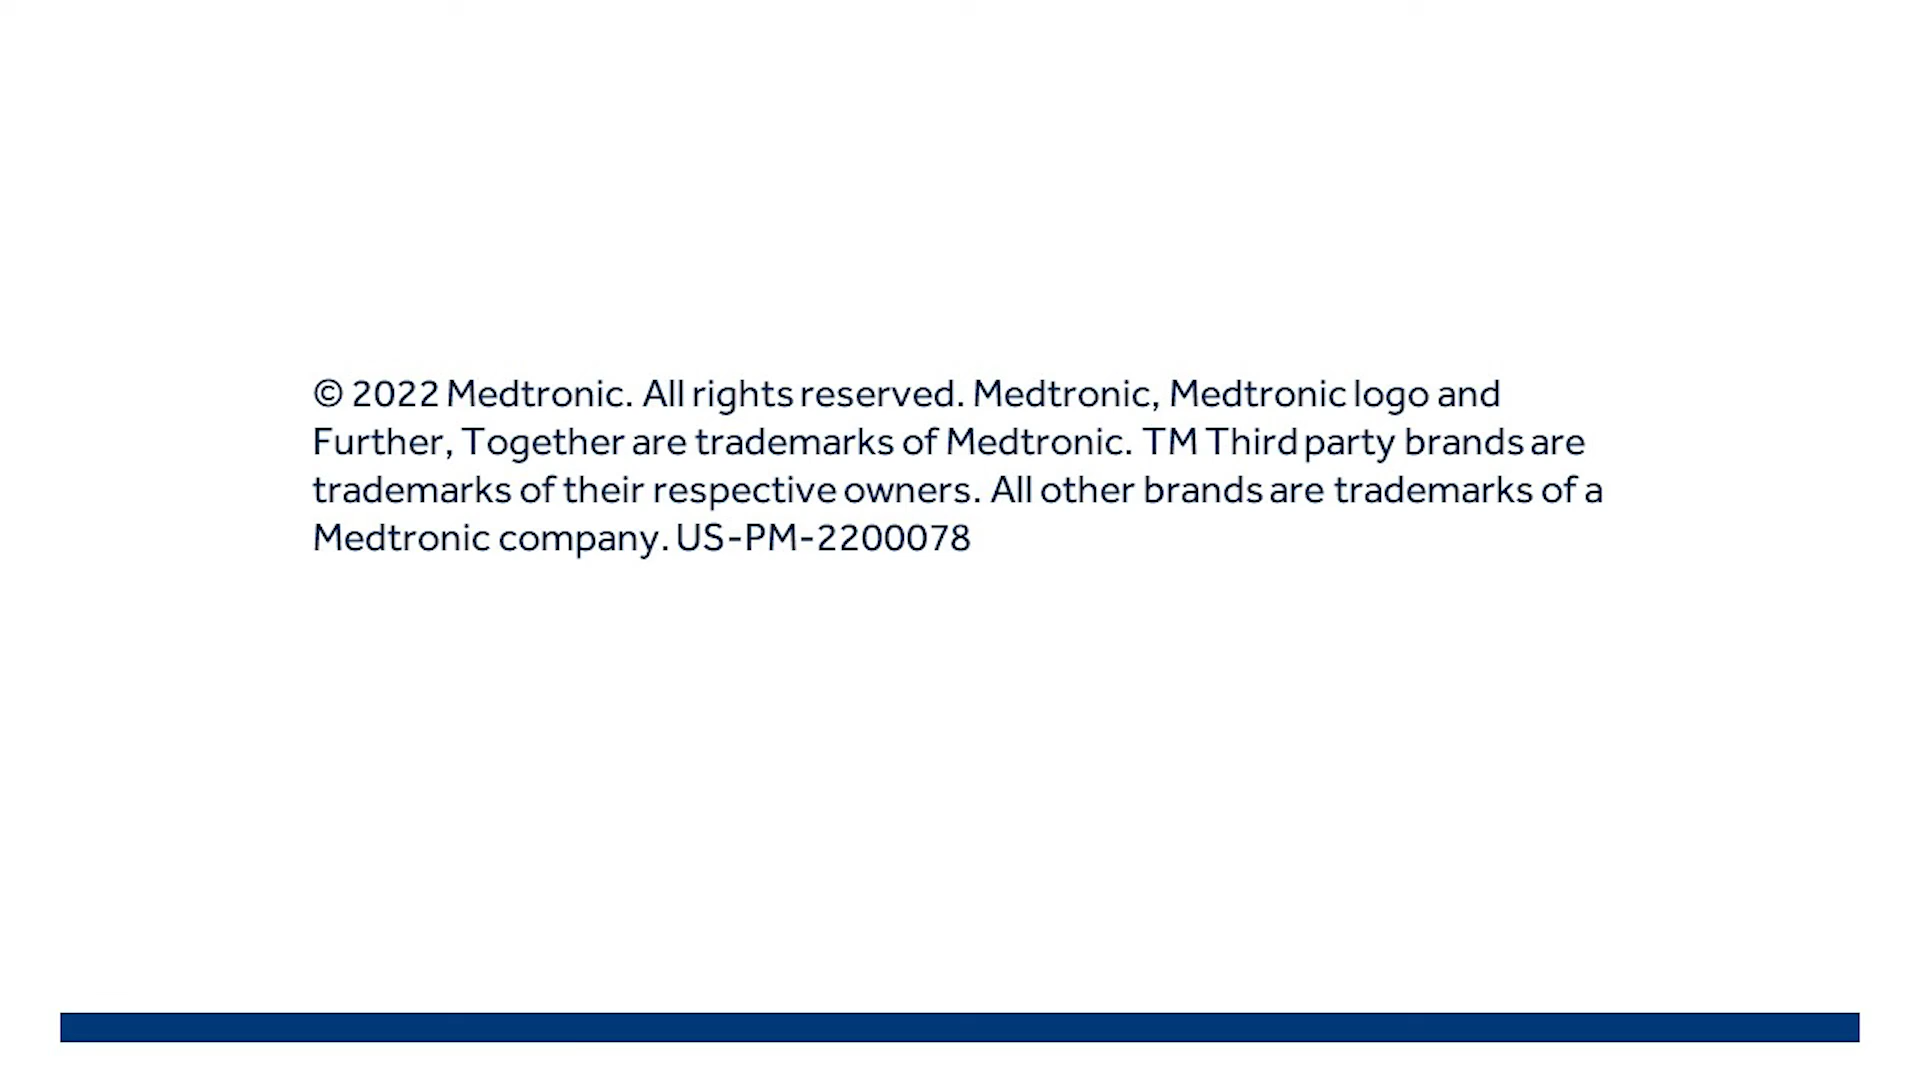 © 2022 Medtronic. All rights reserved. Medtronic, Medtronic logo and
Further, Together are trademarks of Medtronic. TM Third party brands are
trademarks of their respective owners. All other brands are trademarks of a
Medtronic company. US-PM-2200078